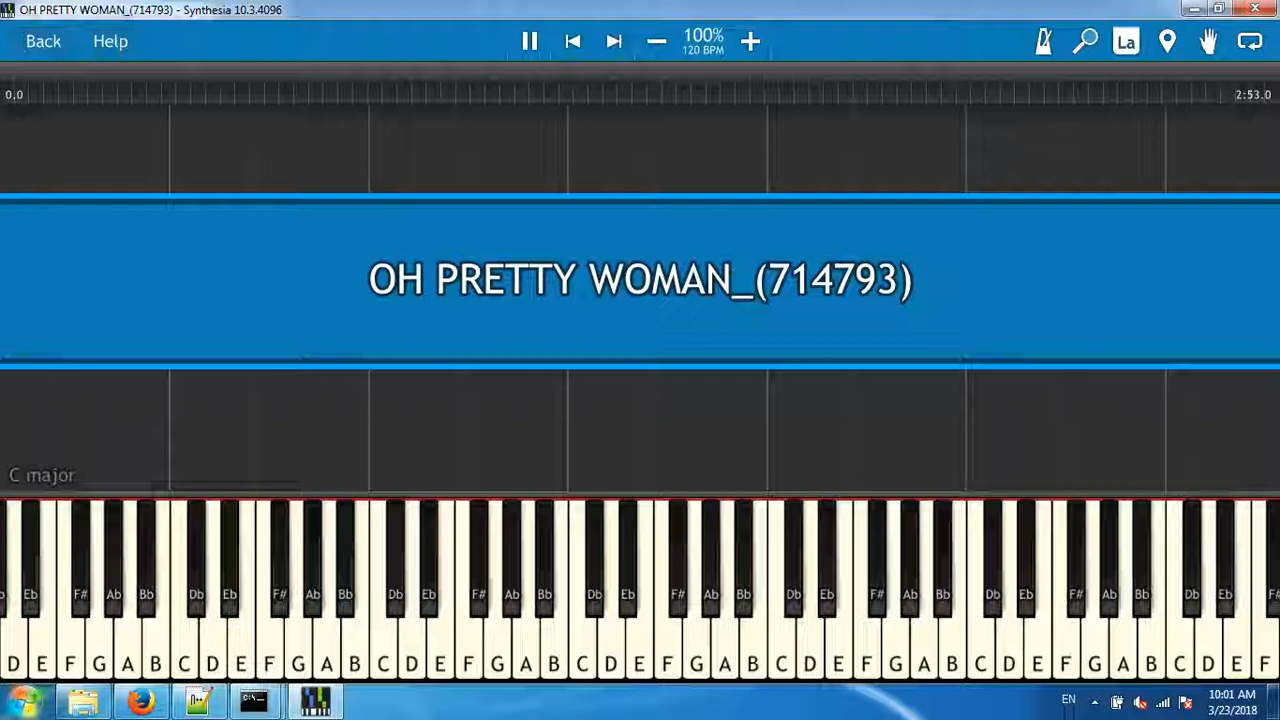 OH PRETTY WOMAN_(714793) - Synthesia 10.3.4096
Back Help 100% La
120 BPM
0,0 2:53.0
OH PRETTY WOMAN_(714793)
C major
Eb F# Ab Bb Db Eb F# Ab Bb Db Eb F# Ab Bb Db Eb F# Ab Bb Db Eb F# Ab Bb Db Eb F# Ab Bb Db Eb
D E F G A B C D E F G A B C D E F G A B C D E F G A B C D E F G A B C D E F G A B C D E F
EN 10:01 AM
3/23/2018